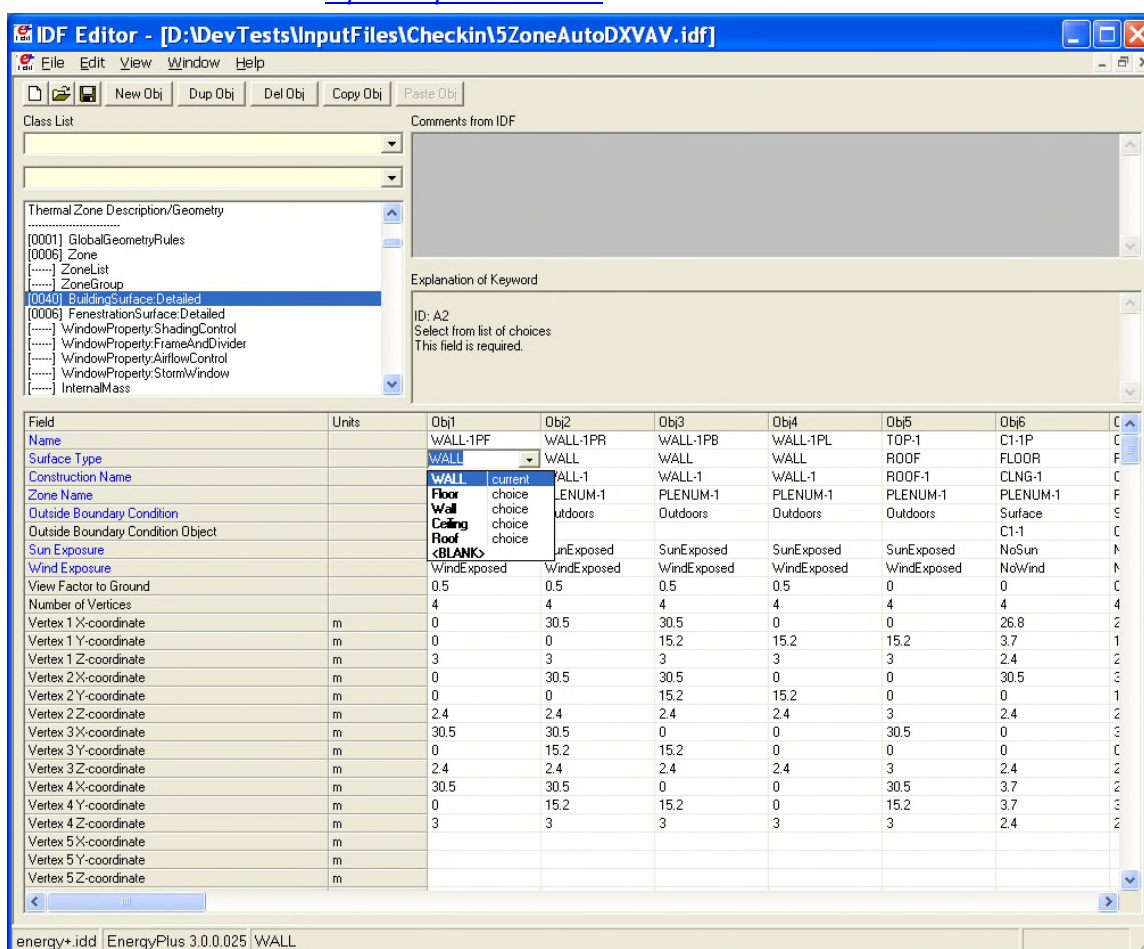 IDF Editor - [D:\DevTests\InputFiles\Checkin\5ZoneAutoDXVAV.idf]
File Edit View Window Help
New Obj Dup Obj Del Obj Copy Obj Paste Obj
Class List Comments from IDF
Thermal Zone Description/Geometry
--------------------------
[0001] GlobalGeometryRules
[0006] Zone
[------] ZoneList
[------] ZoneGroup
[0040] BuildingSurface:Detailed
[0006] FenestrationSurface:Detailed
[------] WindowProperty:ShadingControl
[------] WindowProperty:FrameAndDivider
[------] WindowProperty:AirflowControl
[------] WindowProperty:StormWindow
[------] InternalMass
Explanation of Keyword
ID: A2
Select from list of choices
This field is required.
Field Units Obj1 Obj2 Obj3 Obj4 Obj5 Obj6
Name WALL-1PF WALL-1PR WALL-1PB WALL-1PL TOP-1 C1-1P
Surface Type WALL WALL WALL WALL ROOF FLOOR
Construction Name WALL-1 WALL-1 ROOF-1 CLNG-1
Zone Name PLENUM-1 PLENUM-1 PLENUM-1 PLENUM-1
Outside Boundary Condition Outdoors Outdoors Outdoors Surface
Outside Boundary Condition Object C1-1
Sun Exposure SunExposed SunExposed SunExposed NoSun
Wind Exposure WindExposed WindExposed WindExposed WindExposed WindExposed NoWind
WALL current
Floor choice
Wall choice
Ceiling choice
Roof choice
<BLANK>
View Factor to Ground 0.5 0.5 0.5 0.5 0 0
Number of Vertices 4 4 4 4 4 4
Vertex 1 X-coordinate m 0 30.5 30.5 0 0 26.8
Vertex 1 Y-coordinate m 0 0 15.2 15.2 15.2 3.7
Vertex 1 Z-coordinate m 3 3 3 3 3 2.4
Vertex 2 X-coordinate m 0 30.5 30.5 0 0 30.5
Vertex 2 Y-coordinate m 0 0 15.2 15.2 0 0
Vertex 2 Z-coordinate m 2.4 2.4 2.4 2.4 3 2.4
Vertex 3 X-coordinate m 30.5 30.5 0 0 30.5 0
Vertex 3 Y-coordinate m 0 15.2 15.2 0 0 0
Vertex 3 Z-coordinate m 2.4 2.4 2.4 2.4 3 2.4
Vertex 4 X-coordinate m 30.5 30.5 0 0 30.5 3.7
Vertex 4 Y-coordinate m 0 15.2 15.2 0 15.2 3.7
Vertex 4 Z-coordinate m 3 3 3 3 3 2.4
Vertex 5 X-coordinate m
Vertex 5 Y-coordinate m
Vertex 5 Z-coordinate m
energy+.idd EnergyPlus 3.0.0.025 WALL